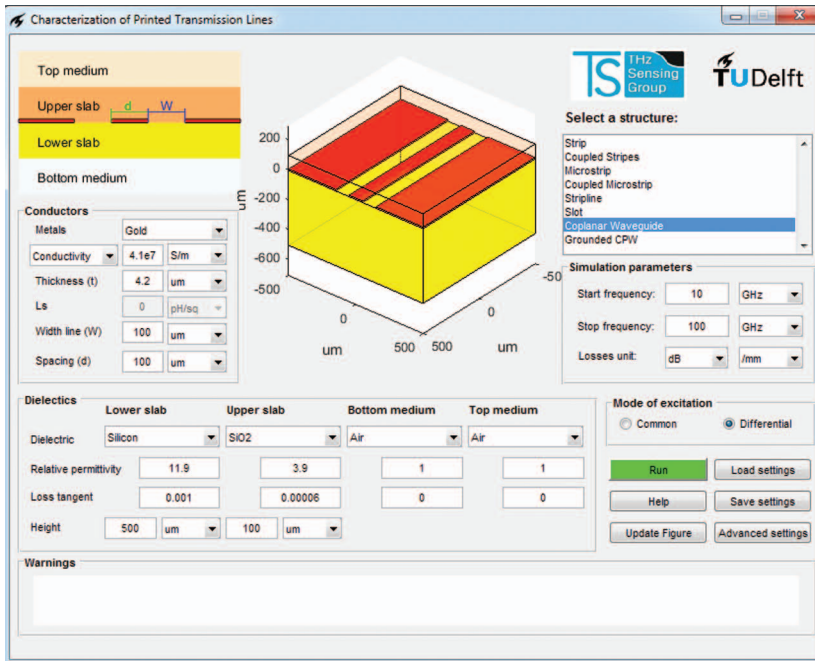 Characterization of Printed Transmission Lines
Top medium
Upper slab
d
W
Lower slab
Bottom medium
200
0
-200
-400
-600
-500
um
0
um
500
500
0
um
-50
TS
THz
Sensing
Group
TUDelft
Select a structure:
Strip
Coupled Stripes
Microstrip
Coupled Microstrip
Stripline
Slot
Coplanar Waveguide
Grounded CPW
Conductors
Metals Gold
Conductivity 4.1e7 S/m
Thickness (t) 4.2 um
Ls 0 pH/sq
Width line (W) 100 um
Spacing (d) 100 um
Simulation parameters
Start frequency: 10 GHz
Stop frequency: 100 GHz
Losses unit: dB /mm
Dielectics
Lower slab Upper slab Bottom medium Top medium
Dielectric Silicon SiO2 Air Air
Relative permittivity 11.9 3.9 1 1
Loss tangent 0.001 0.00006 0 0
Height 500 um 100 um
Mode of excitation
Common Differential
Run Load settings
Help Save settings
Update Figure Advanced settings
Warnings